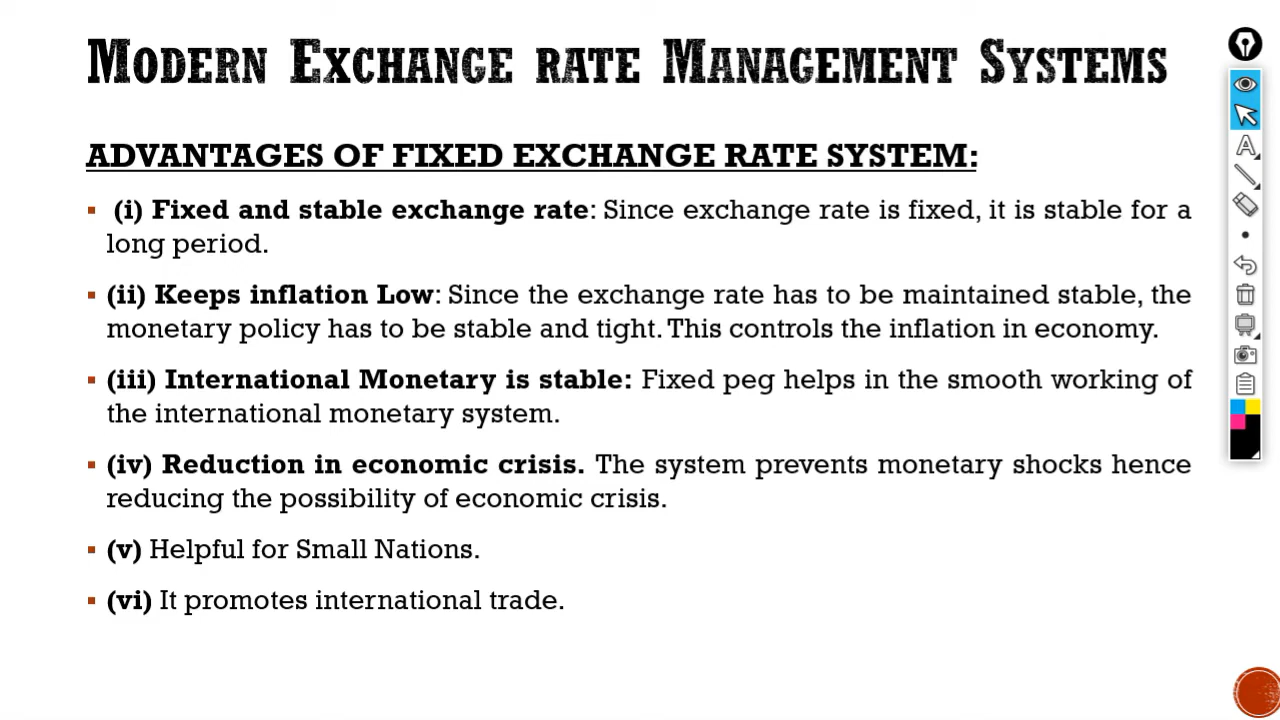 Modern Exchange rate Management Systems
ADVANTAGES OF FIXED EXCHANGE RATE SYSTEM:
▪ (i) Fixed and stable exchange rate: Since exchange rate is fixed, it is stable for a
long period.
▪ (ii) Keeps inflation Low: Since the exchange rate has to be maintained stable, the
monetary policy has to be stable and tight. This controls the inflation in economy.
▪ (iii) International Monetary is stable: Fixed peg helps in the smooth working of
the international monetary system.
▪ (iv) Reduction in economic crisis. The system prevents monetary shocks hence
reducing the possibility of economic crisis.
▪ (v) Helpful for Small Nations.
▪ (vi) It promotes international trade.
A